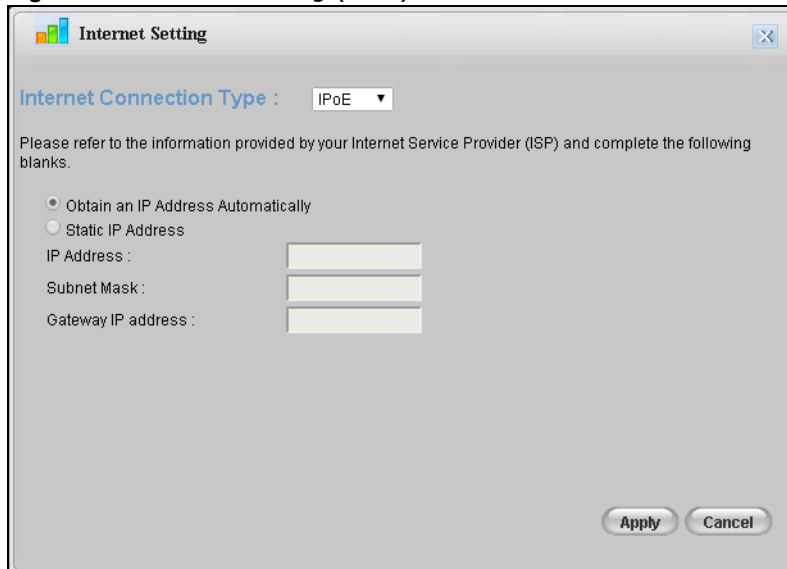 Internet Setting
Internet Connection Type : IPoE
Please refer to the information provided by your Internet Service Provider (ISP) and complete the following
blanks.
Obtain an IP Address Automatically
Static IP Address
IP Address :
Subnet Mask :
Gateway IP address :
Apply Cancel